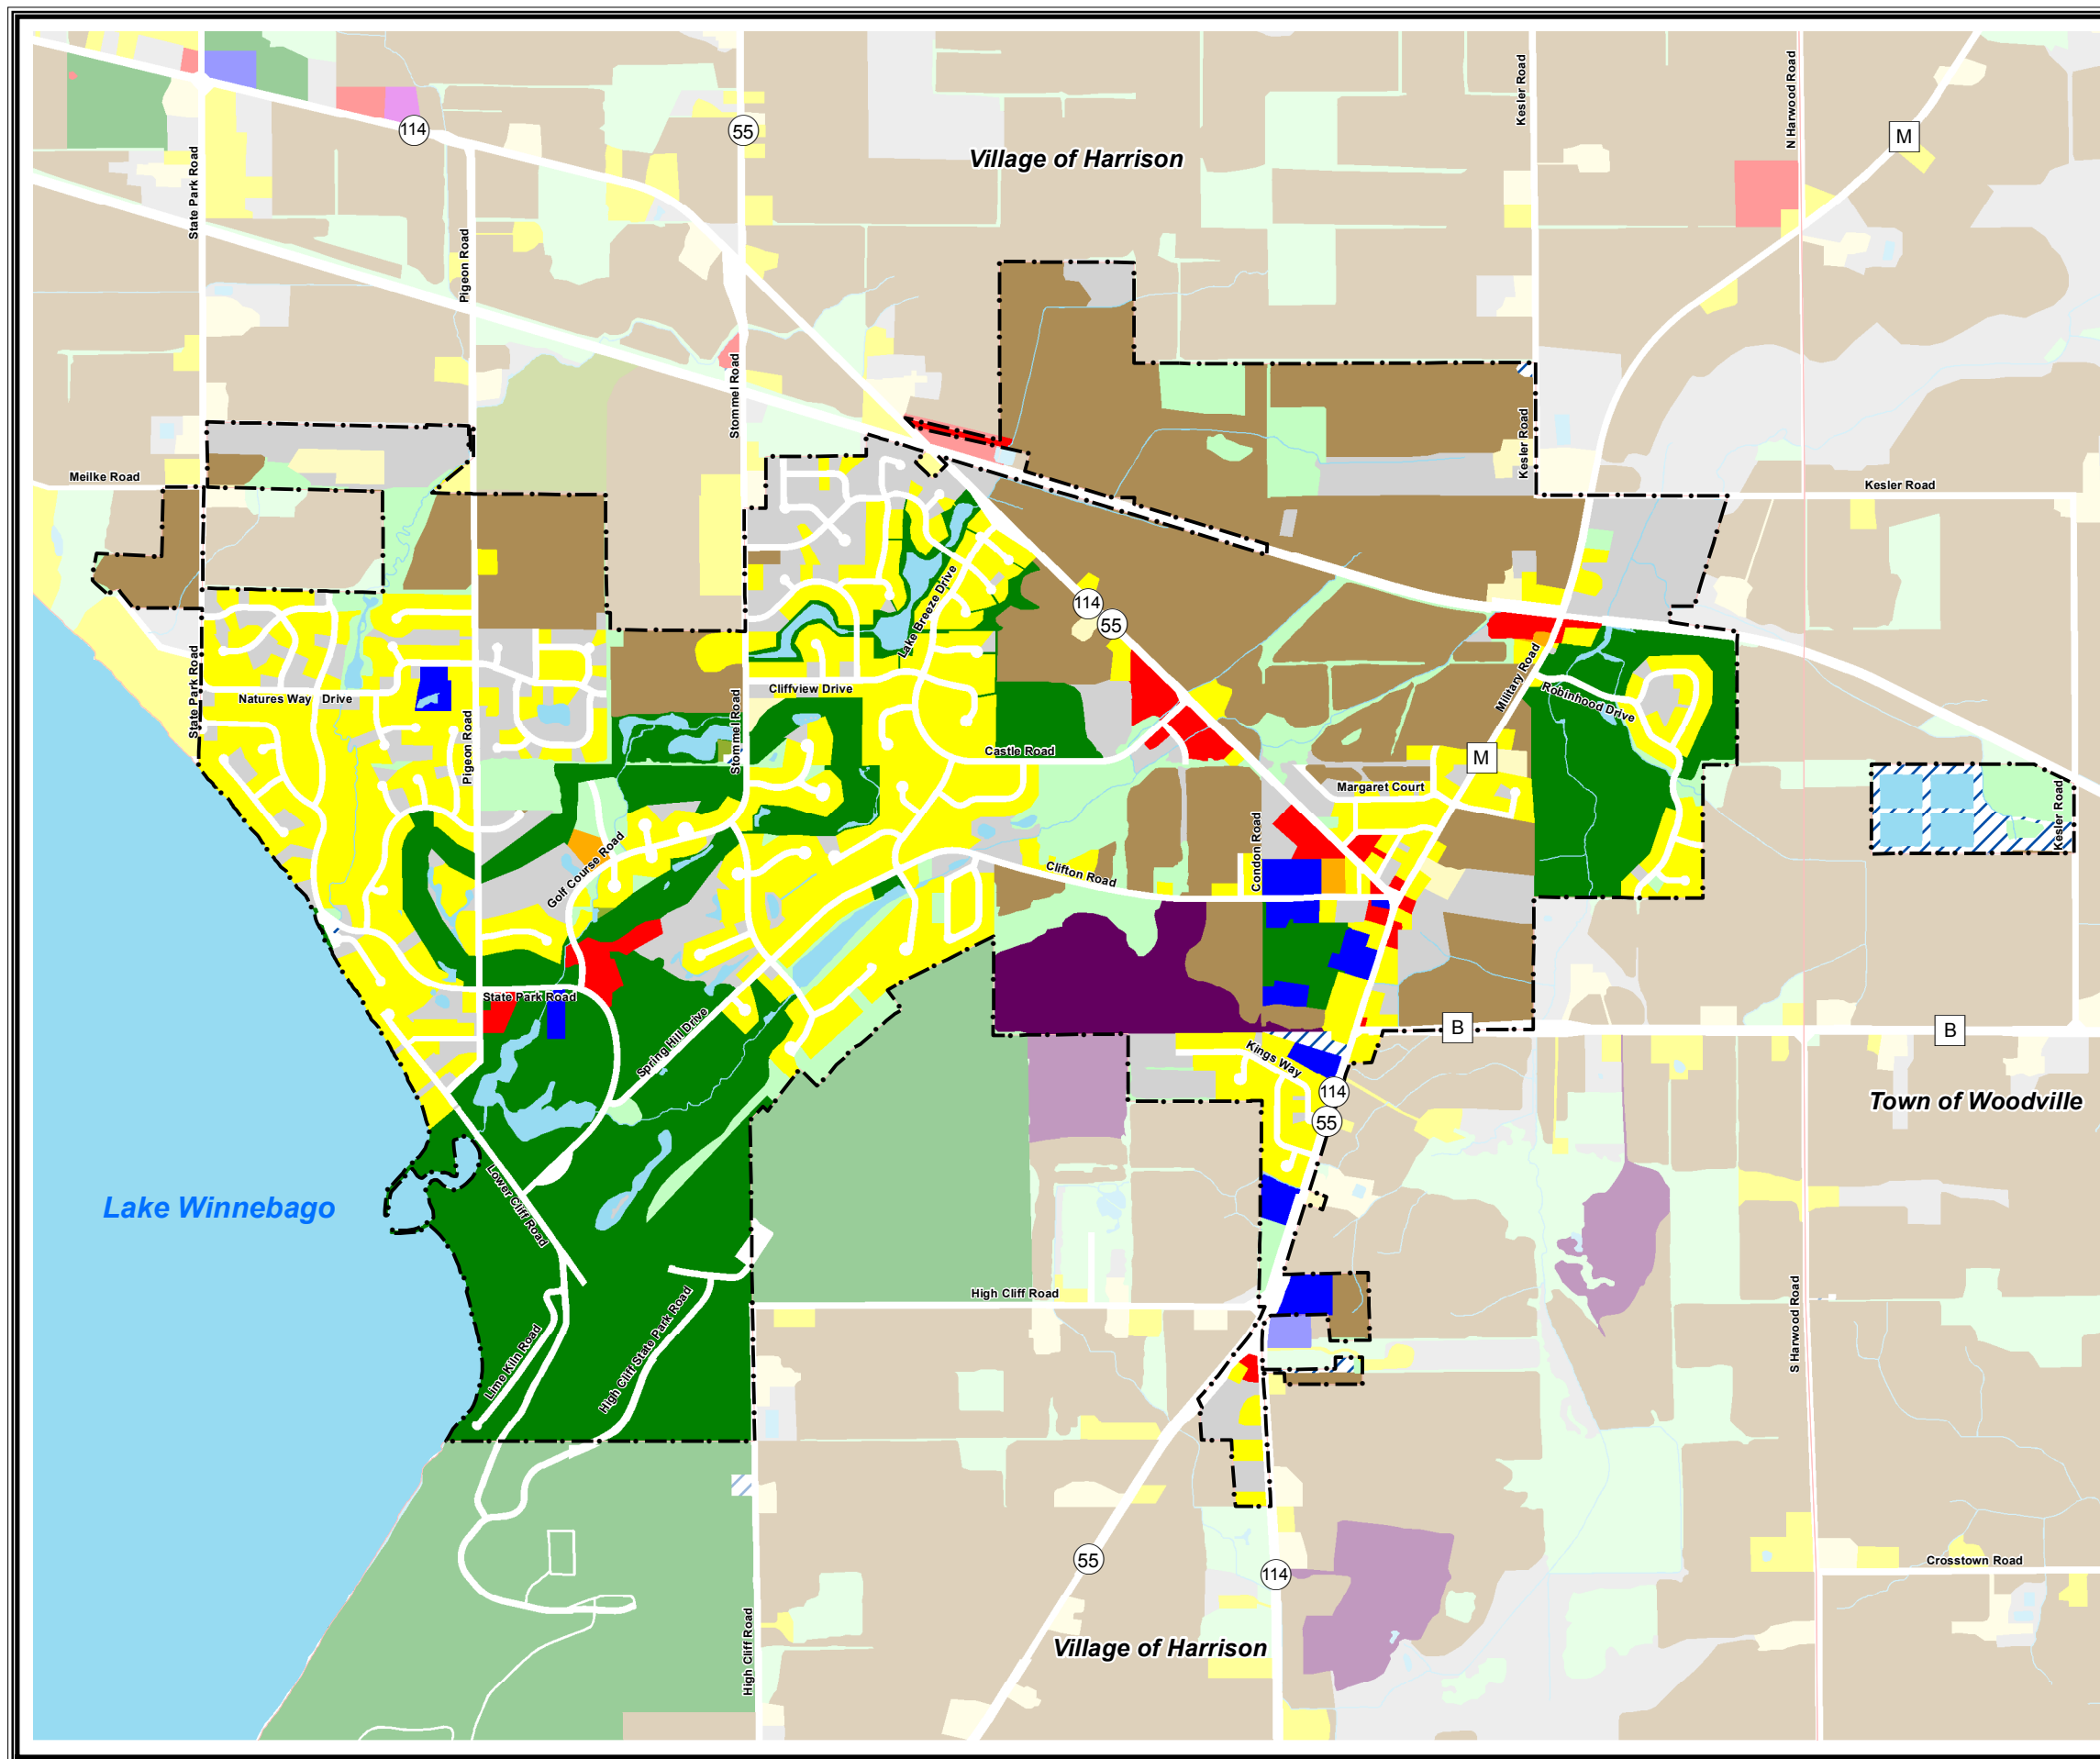 Kesler Road
N Harwood Road
114
55
M
Village of Harrison
State Park Road
Pigeon Road
Stommel Road
Kesler Road
Meilke Road
Kesler Road
Lake Breeze Drive
114
55
State Park Road
Natures Way Drive
Cliffview Drive
Military Road
Robinhood Drive
Pigeon Road
Stommel Road
Castle Road
M
Margaret Court
Kesler Road
Golf Course Road
Clifton Road
Condon Road
State Park Road
Spring Hill Drive
Kings Way
B
B
114
55
Town of Woodville
Lake Winnebago
Lower Cliff Road
High Cliff Road
Lime Kiln Road
High Cliff State Park Road
S Harwood Road
55
114
Crosstown Road
High Cliff Road
Village of Harrison